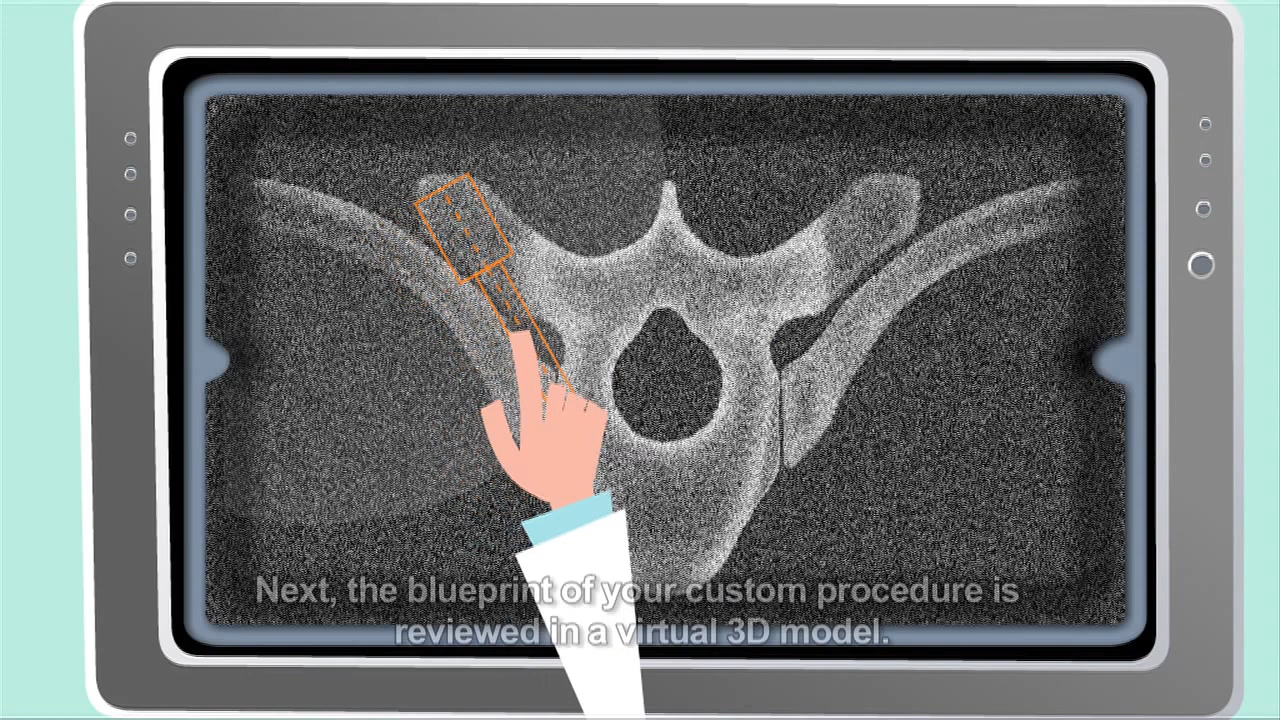 Next, the blueprint of your custom procedure is
reviewed in a virtual 3D model.